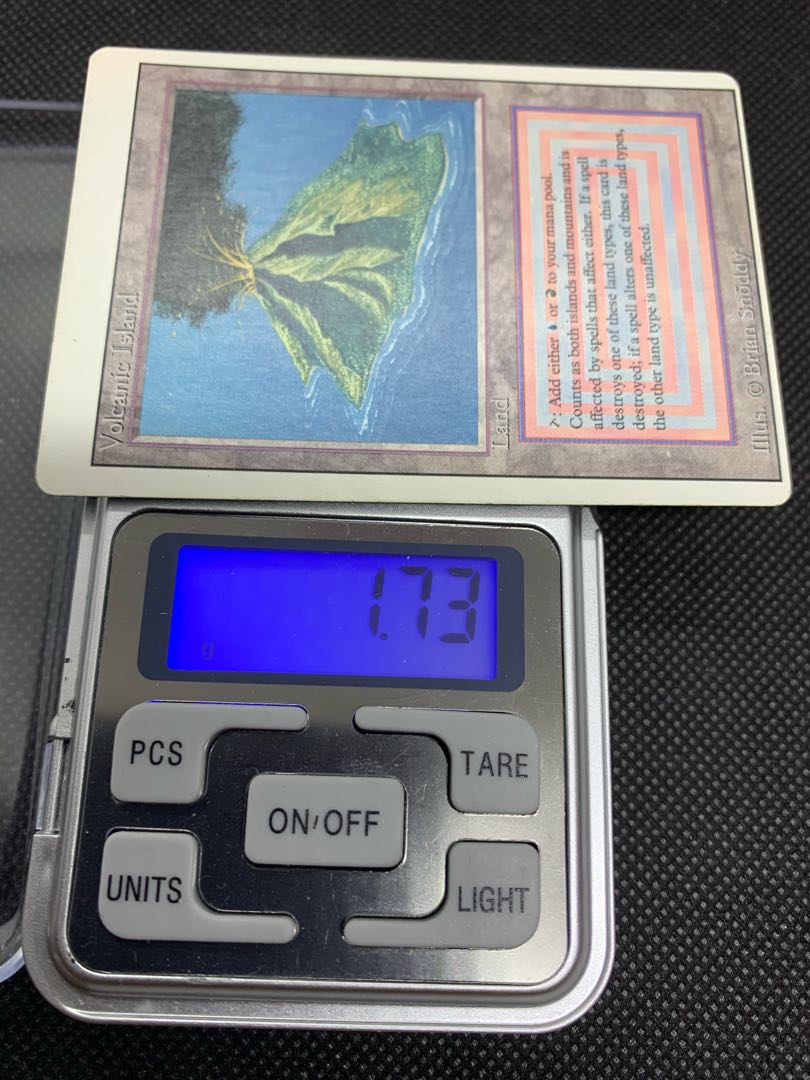 Volcanic Island
Land
: Add either or to your mana pool.
Counts as both islands and mountains and is
affected by spells that affect either. If a spell
destroys one of these land types, this card is
destroyed; if a spell alters one of these land types,
the other land type is unaffected.
Illus. © Brian Snoddy
1.73
g
PCS
TARE
ON/OFF
UNITS
LIGHT